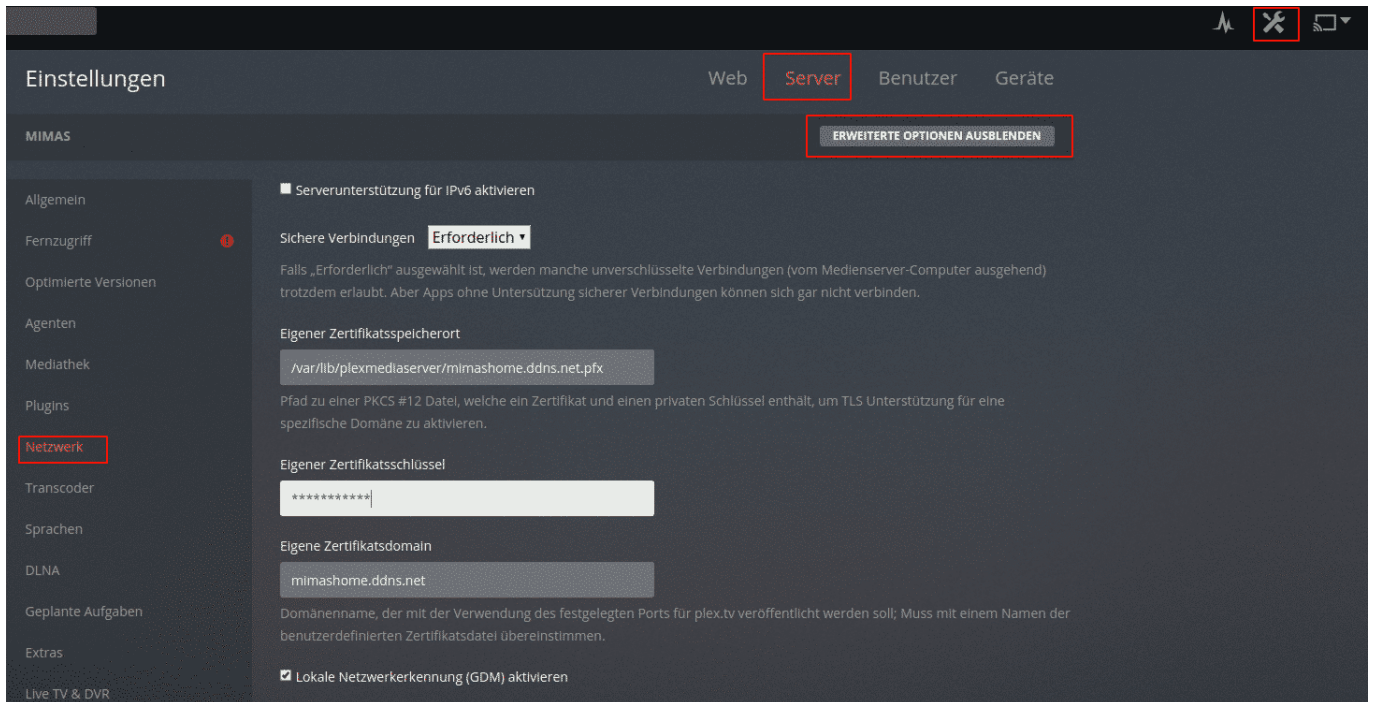 Einstellungen
Web
Server
Benutzer
Geräte
MIMAS
ERWEITERTE OPTIONEN AUSBLENDEN
Allgemein
Fernzugriff
Optimierte Versionen
Agenten
Mediathek
Plugins
Netzwerk
Transcoder
Sprachen
DLNA
Geplante Aufgaben
Extras
Live TV & DVR
Serverunterstützung für IPv6 aktivieren
Sichere Verbindungen Erforderlich
Falls „Erforderlich“ ausgewählt ist, werden manche unverschlüsselte Verbindungen (vom Medienserver-Computer ausgehend)
trotzdem erlaubt. Aber Apps ohne Untersützung sicherer Verbindungen können sich gar nicht verbinden.
Eigener Zertifikatsspeicherort
/var/lib/plexmediaserver/mimashome.ddns.net.pfx
Pfad zu einer PKCS #12 Datei, welche ein Zertifikat und einen privaten Schlüssel enthält, um TLS Unterstützung für eine
spezifische Domäne zu aktivieren.
Eigener Zertifikatsschlüssel
***********
Eigene Zertifikatsdomain
mimashome.ddns.net
Domänenname, der mit der Verwendung des festgelegten Ports für plex.tv veröffentlicht werden soll; Muss mit einem Namen der
benutzerdefinierten Zertifikatsdatei übereinstimmen.
Lokale Netzwerkerkennung (GDM) aktivieren